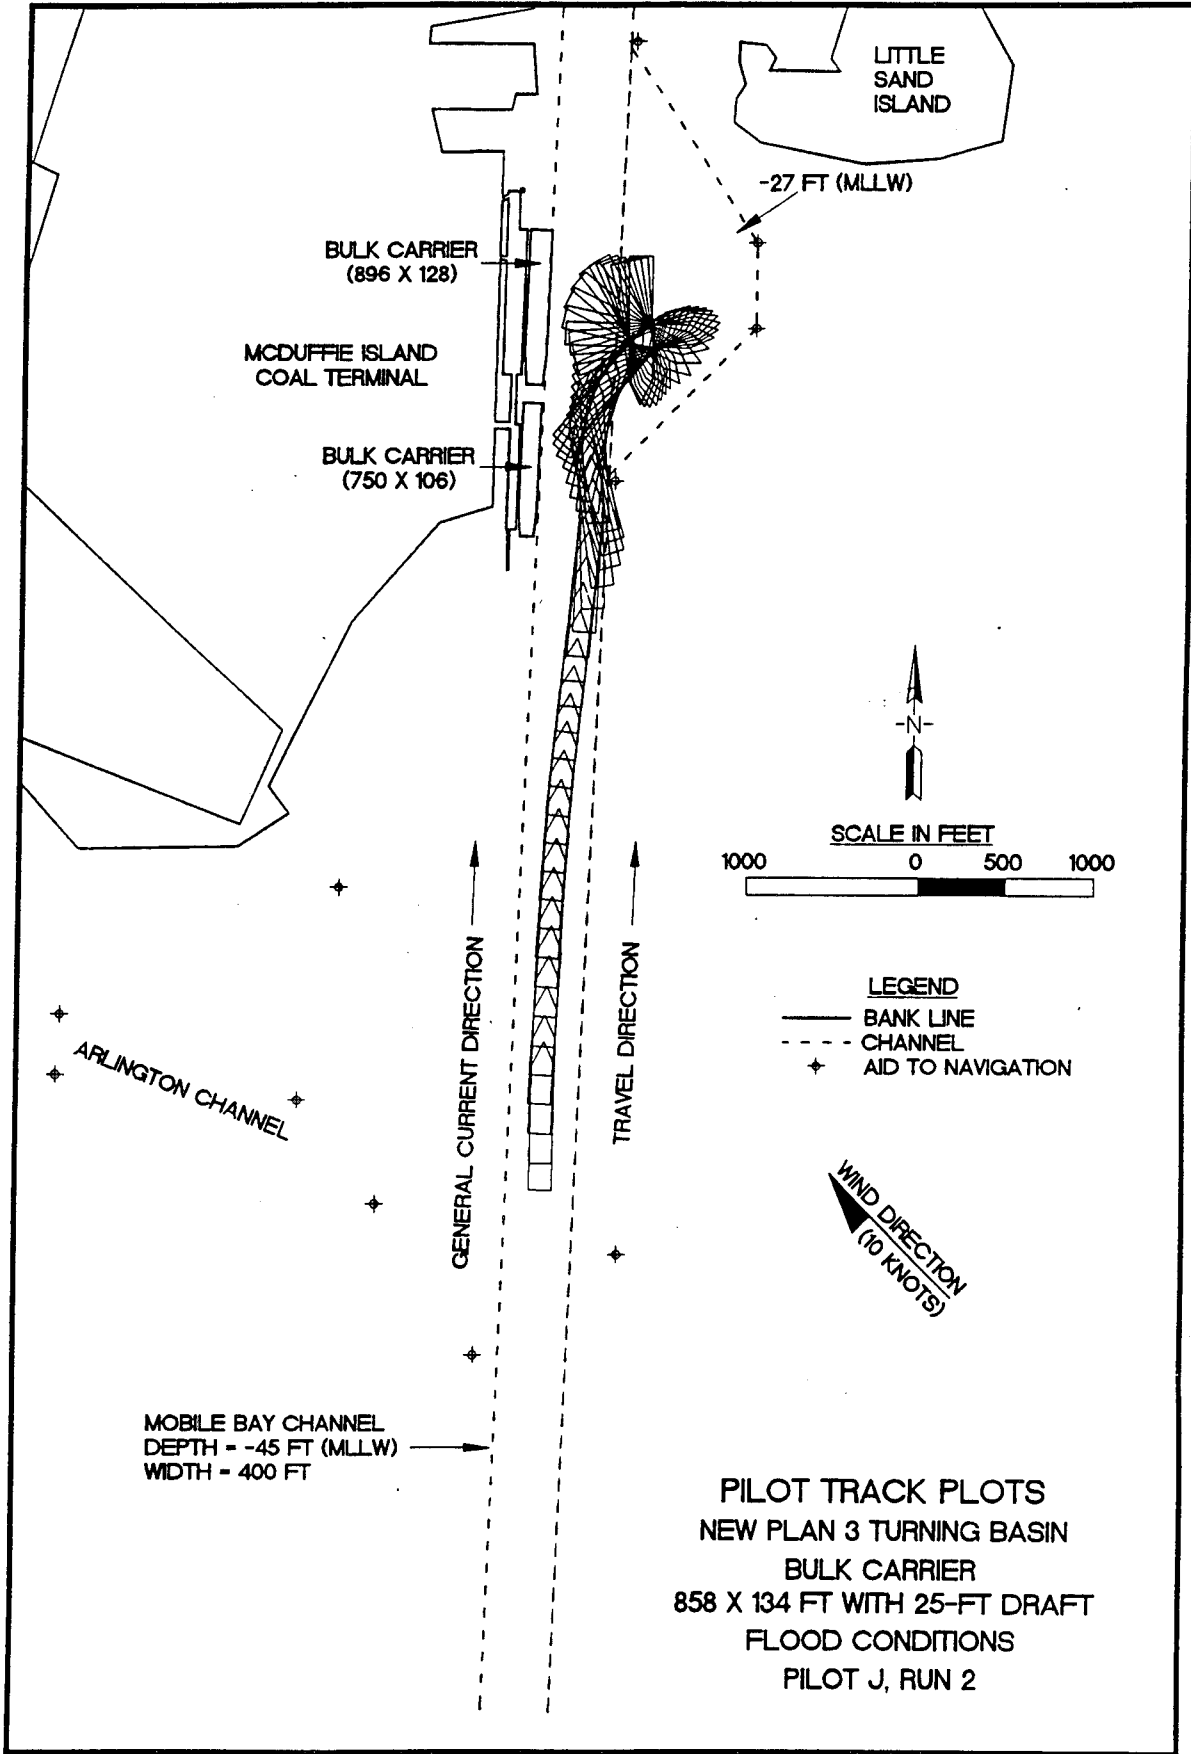 LITTLE
SAND
ISLAND
-27 FT (MLLW)
BULK CARRIER
(896 X 128)
MCDUFFIE ISLAND
COAL TERMINAL
BULK CARRIER
(750 X 106)
-N-
SCALE IN FEET
1000 0 500 1000
GENERAL CURRENT DIRECTION
TRAVEL DIRECTION
LEGEND
BANK LINE
CHANNEL
AID TO NAVIGATION
ARLINGTON CHANNEL
WIND DIRECTION
(10 KNOTS)
MOBILE BAY CHANNEL
DEPTH = -45 FT (MLLW)
WIDTH = 400 FT
PILOT TRACK PLOTS
NEW PLAN 3 TURNING BASIN
BULK CARRIER
858 X 134 FT WITH 25-FT DRAFT
FLOOD CONDITIONS
PILOT J, RUN 2